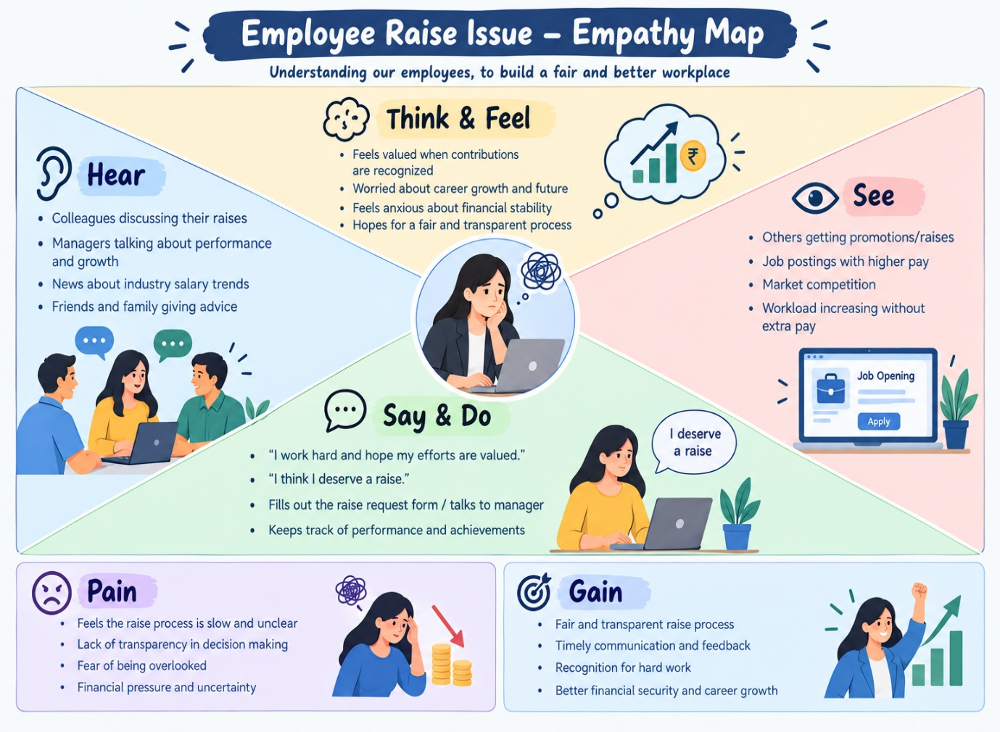 Employee Raise Issue – Empathy Map
Understanding our employees, to build a fair and better workplace
Think & Feel
• Feels valued when contributions
are recognized
• Worried about career growth and future
• Feels anxious about financial stability
• Hopes for a fair and transparent process
₹
Hear
• Colleagues discussing their raises
• Managers talking about performance
and growth
• News about industry salary trends
• Friends and family giving advice
See
• Others getting promotions/raises
• Job postings with higher pay
• Market competition
• Workload increasing without
extra pay
Job Opening
Apply
Say & Do
• “I work hard and hope my efforts are valued.”
• “I think I deserve a raise.”
• Fills out the raise request form / talks to manager
• Keeps track of performance and achievements
I deserve
a raise
Pain
• Feels the raise process is slow and unclear
• Lack of transparency in decision making
• Fear of being overlooked
• Financial pressure and uncertainty
Gain
• Fair and transparent raise process
• Timely communication and feedback
• Recognition for hard work
• Better financial security and career growth